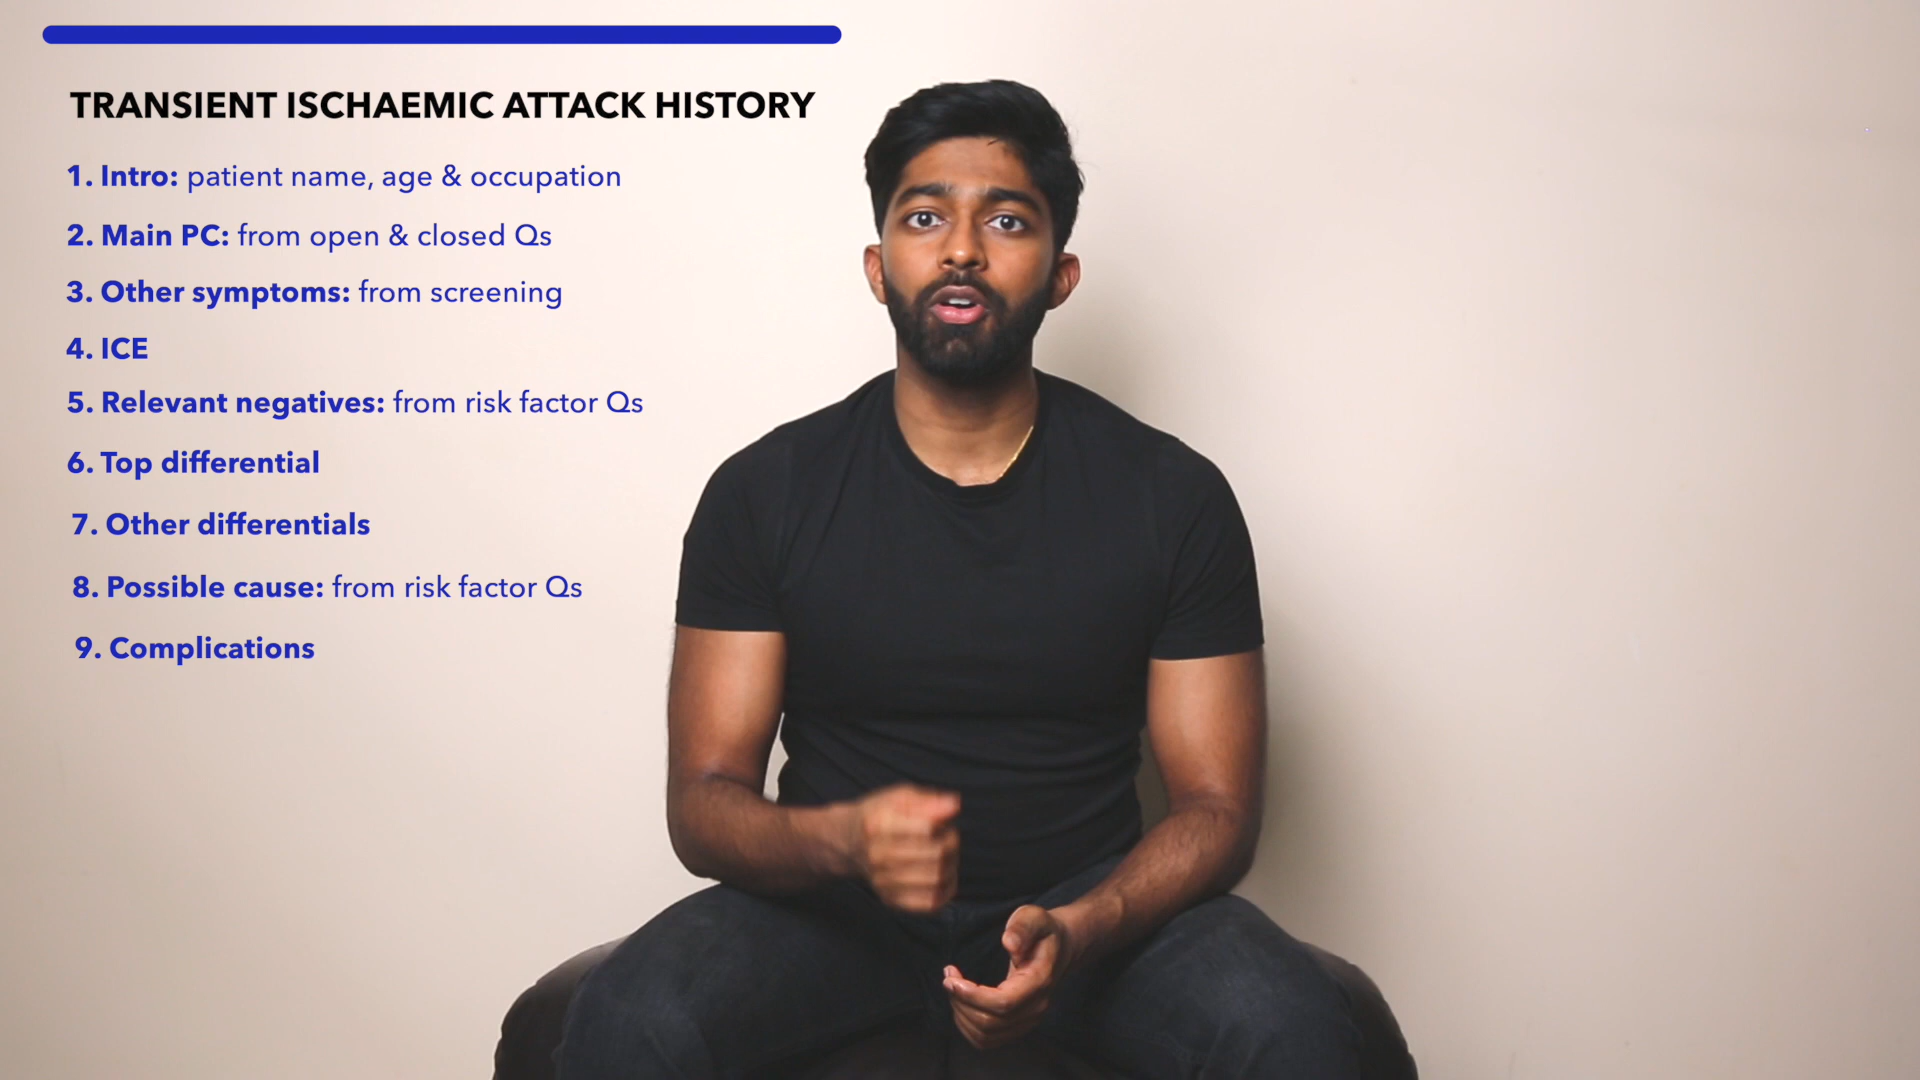 TRANSIENT ISCHAEMIC ATTACK HISTORY
1. Intro: patient name, age & occupation
2. Main PC: from open & closed Qs
3. Other symptoms: from screening
4. ICE
5. Relevant negatives: from risk factor Qs
6. Top differential
7. Other differentials
8. Possible cause: from risk factor Qs
9. Complications